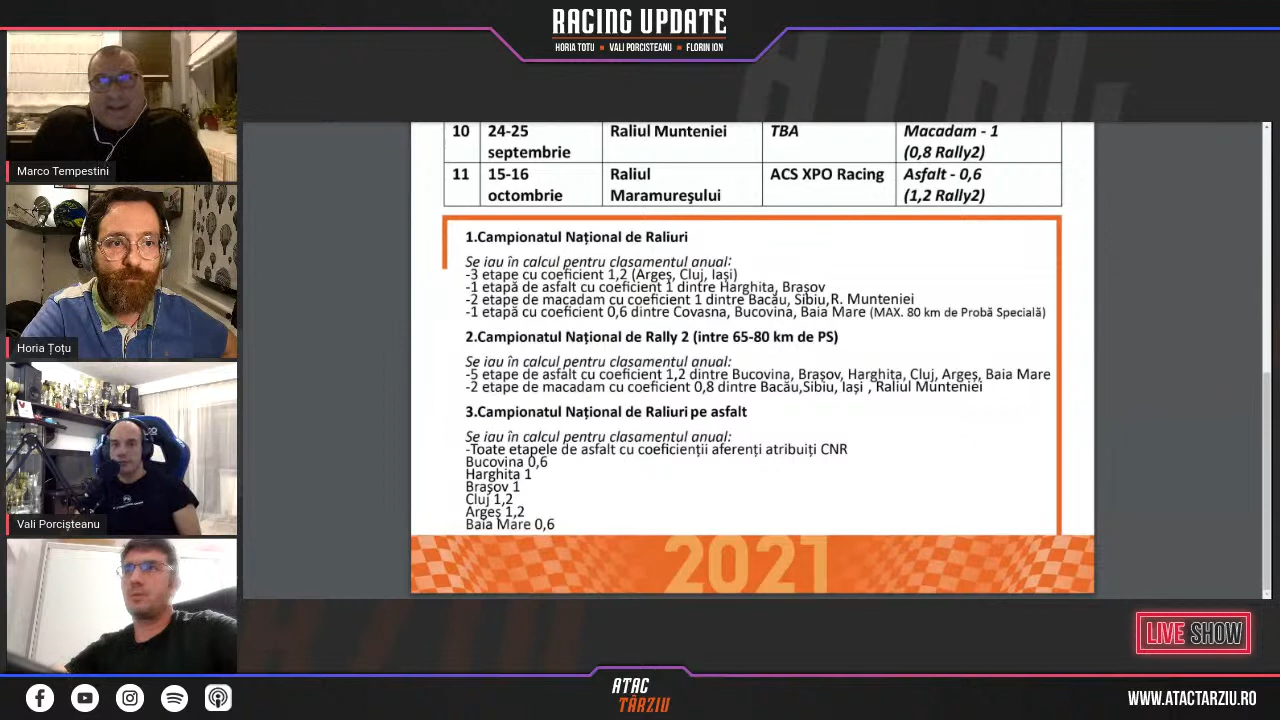 RACING UPDATE
HORIA TOTU VALI PORCISTEANU FLORIN ION
Marco Tempestini
Horia Țoțu
Vali Porcișteanu
10 24-25 septembrie Raliul Munteniei TBA Macadam - 1 (0,8 Rally2)
11 15-16 octombrie Raliul Maramureşului ACS XPO Racing Asfalt - 0,6 (1,2 Rally2)
1.Campionatul Național de Raliuri
Se iau în calcul pentru clasamentul anual:
-3 etape cu coeficient 1,2 (Argeș, Cluj, Iași)
-1 etapă de asfalt cu coeficient 1 dintre Harghita, Brașov
-2 etape de macadam cu coeficient 1 dintre Bacău, Sibiu,R. Munteniei
-1 etapă cu coeficient 0,6 dintre Covasna, Bucovina, Baia Mare (MAX. 80 km de Probă Specială)
2.Campionatul Național de Rally 2 (intre 65-80 km de PS)
Se iau în calcul pentru clasamentul anual:
-5 etape de asfalt cu coeficient 1,2 dintre Bucovina, Brașov, Harghita, Cluj, Argeș, Baia Mare
-2 etape de macadam cu coeficient 0,8 dintre Bacău,Sibiu, Iași , Raliul Munteniei
3.Campionatul Național de Raliuri pe asfalt
Se iau în calcul pentru clasamentul anual:
-Toate etapele de asfalt cu coeficienții aferenți atribuiți CNR
Bucovina 0,6
Harghita 1
Brașov 1
Cluj 1,2
Argeș 1,2
Baia Mare 0,6
2021
LIVE SHOW
ATAC
TÂRZIU
WWW.ATACTARZIU.RO